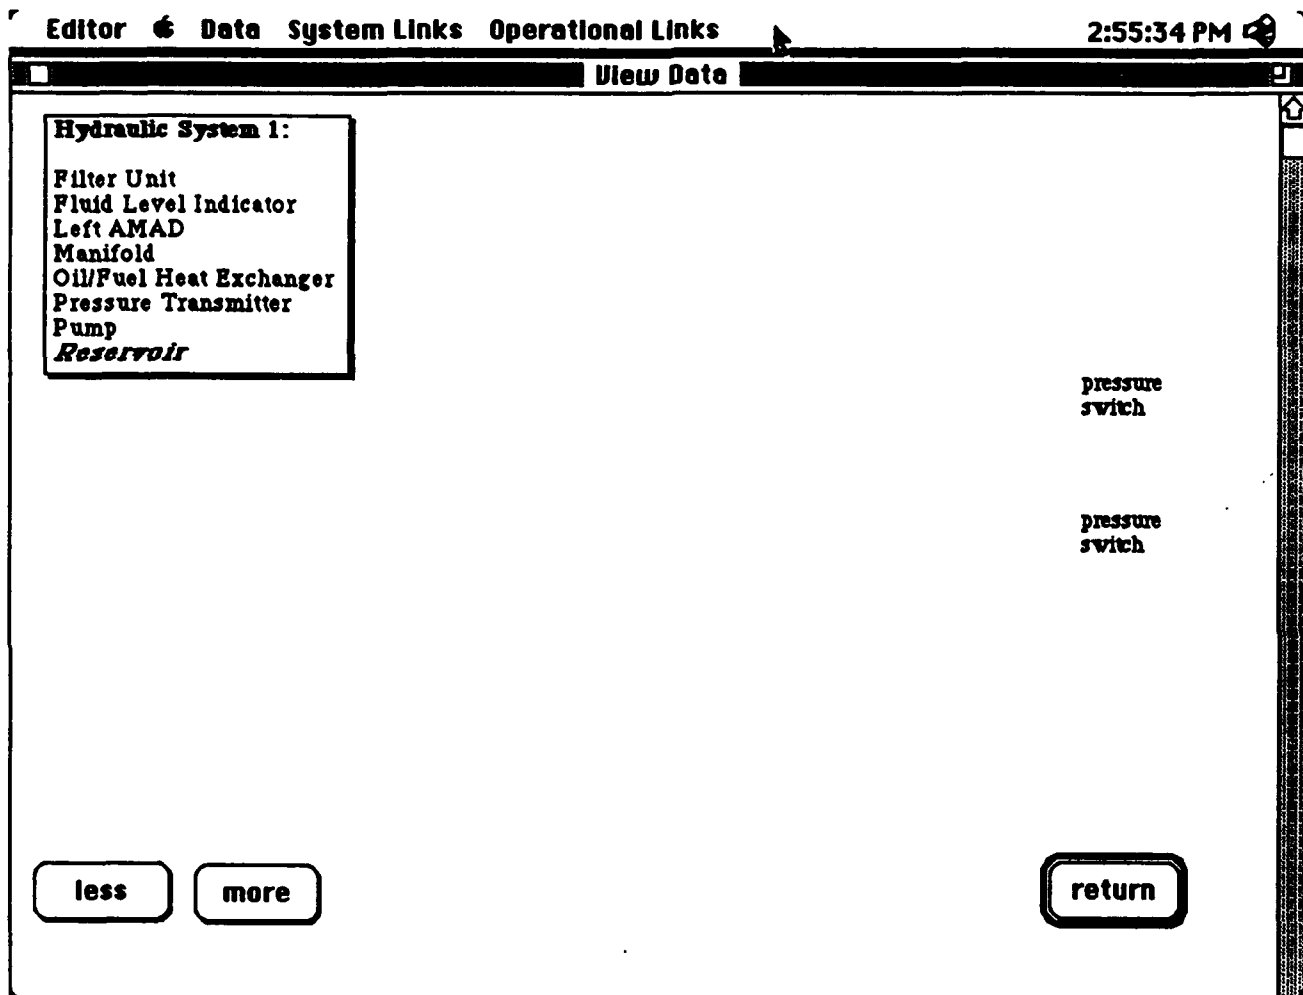 Editor Data System Links Operational Links 2:55:34 PM
View Data
Hydraulic System 1:
Filter Unit
Fluid Level Indicator
Left AMAD
Manifold
Oil/Fuel Heat Exchanger
Pressure Transmitter
Pump
Reservoir
pressure
switch
pressure
switch
less more return